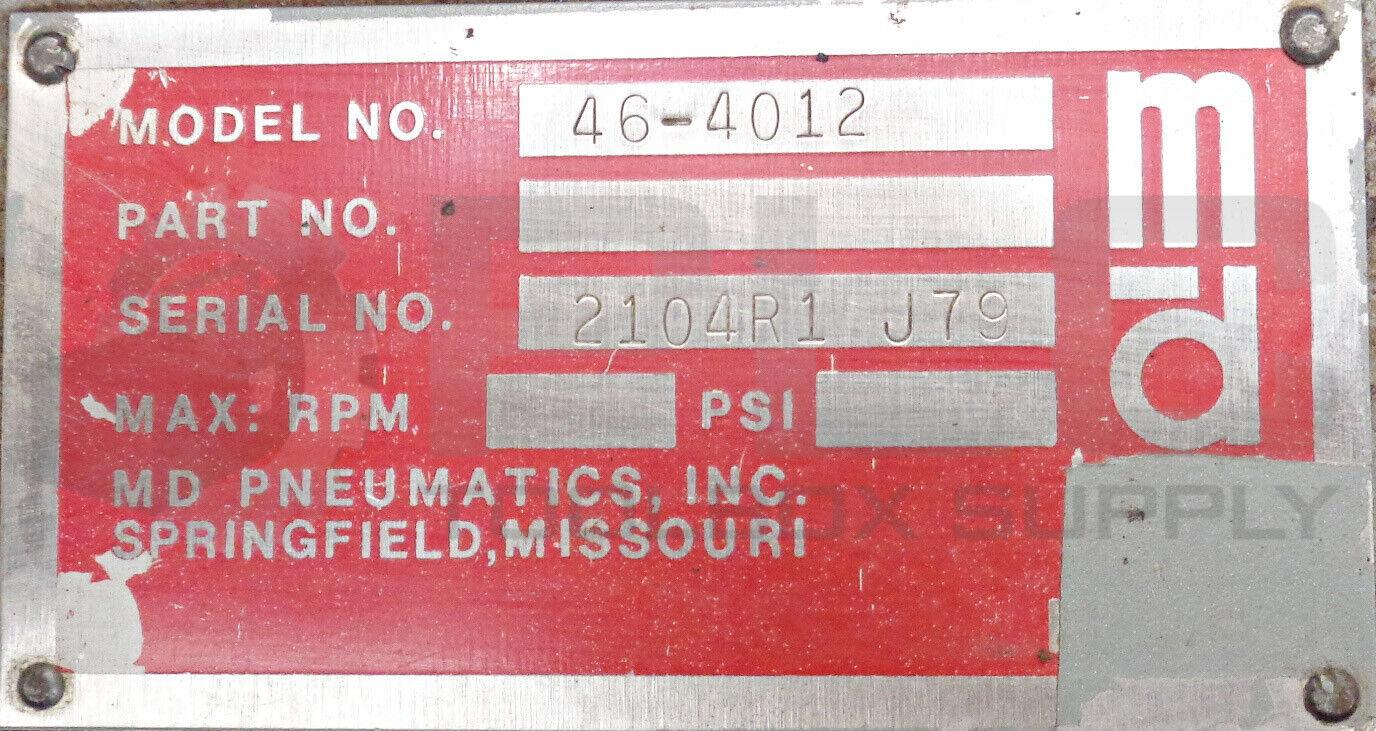 MODEL NO. 46-4012
md
PART NO.
SERIAL NO. 2104R1 J79
MAX: RPM PSI
MD PNEUMATICS, INC.
SPRINGFIELD, MISSOURI
SUPPLY